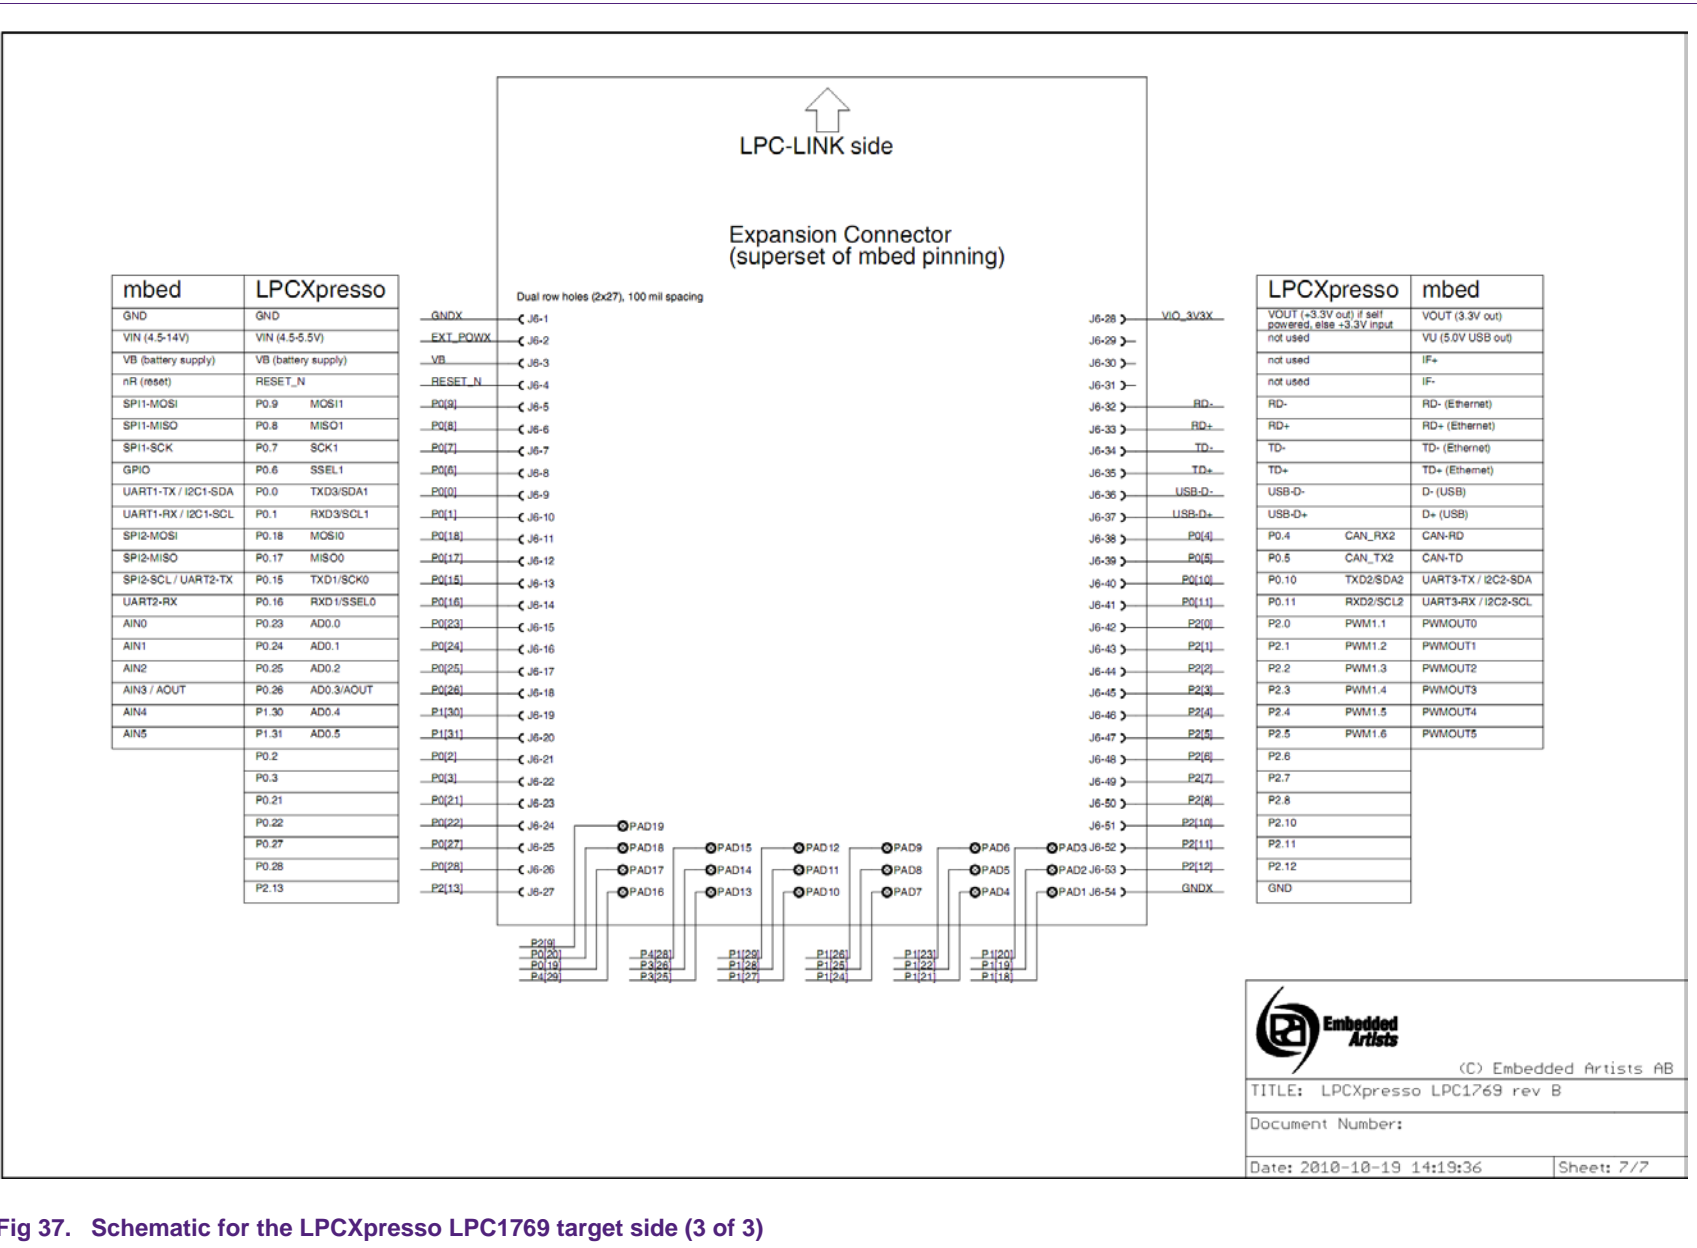 LPC-LINK side
Expansion Connector
(superset of mbed pinning)
Dual row holes (2x27), 100 mil spacing
mbed LPCXpresso
GND GND
VIN (4.5-14V) VIN (4.5-5.5V)
VB (battery supply) VB (battery supply)
nR (reset) RESET_N
SPI1-MOSI P0.9 MOSI1
SPI1-MISO P0.8 MISO1
SPI1-SCK P0.7 SCK1
GPIO P0.6 SSEL1
UART1-TX / I2C1-SDA P0.0 TXD3/SDA1
UART1-RX / I2C1-SCL P0.1 RXD3/SCL1
SPI2-MOSI P0.18 MOSI0
SPI2-MISO P0.17 MISO0
SPI2-SCL / UART2-TX P0.15 TXD1/SCK0
UART2-RX P0.16 RXD1/SSEL0
AIN0 P0.23 AD0.0
AIN1 P0.24 AD0.1
AIN2 P0.25 AD0.2
AIN3 / AOUT P0.26 AD0.3/AOUT
AIN4 P1.30 AD0.4
AIN5 P1.31 AD0.5
P0.2
P0.3
P0.21
P0.22
P0.27
P0.28
P2.13
GNDX J6-1
EXT_POWX J6-2
VB J6-3
RESET_N J6-4
P0[9] J6-5
P0[8] J6-6
P0[7] J6-7
P0[6] J6-8
P0[0] J6-9
P0[1] J6-10
P0[18] J6-11
P0[17] J6-12
P0[15] J6-13
P0[16] J6-14
P0[23] J6-15
P0[24] J6-16
P0[25] J6-17
P0[26] J6-18
P1[30] J6-19
P1[31] J6-20
P0[2] J6-21
P0[3] J6-22
P0[21] J6-23
P0[22] J6-24
P0[27] J6-25
P0[28] J6-26
P2[13] J6-27
PAD19
PAD18 PAD15 PAD12 PAD9 PAD6 PAD3
PAD17 PAD14 PAD11 PAD8 PAD5 PAD2
PAD16 PAD13 PAD10 PAD7 PAD4 PAD1
P2[9]
P0[20] P4[28] P1[29] P1[26] P1[23] P1[20]
P0[19] P3[26] P1[28] P1[25] P1[22] P1[19]
P4[29] P3[25] P1[27] P1[24] P1[21] P1[18]
J6-28 VIO_3V3X
J6-29
J6-30
J6-31
J6-32 RD-
J6-33 RD+
J6-34 TD-
J6-35 TD+
J6-36 USB-D-
J6-37 USB-D+
J6-38 P0[4]
J6-39 P0[5]
J6-40 P0[10]
J6-41 P0[11]
J6-42 P2[0]
J6-43 P2[1]
J6-44 P2[2]
J6-45 P2[3]
J6-46 P2[4]
J6-47 P2[5]
J6-48 P2[6]
J6-49 P2[7]
J6-50 P2[8]
J6-51 P2[10]
J6-52 P2[11]
J6-53 P2[12]
J6-54 GNDX
LPCXpresso mbed
VOUT (+3.3V out) if self
powered, else +3.3V input VOUT (3.3V out)
not used VU (5.0V USB out)
not used IF+
not used IF-
RD- RD- (Ethernet)
RD+ RD+ (Ethernet)
TD- TD- (Ethernet)
TD+ TD+ (Ethernet)
USB-D- D- (USB)
USB-D+ D+ (USB)
P0.4 CAN_RX2 CAN-RD
P0.5 CAN_TX2 CAN-TD
P0.10 TXD2/SDA2 UART3-TX / I2C2-SDA
P0.11 RXD2/SCL2 UART3-RX / I2C2-SCL
P2.0 PWM1.1 PWMOUT0
P2.1 PWM1.2 PWMOUT1
P2.2 PWM1.3 PWMOUT2
P2.3 PWM1.4 PWMOUT3
P2.4 PWM1.5 PWMOUT4
P2.5 PWM1.6 PWMOUT5
P2.6
P2.7
P2.8
P2.10
P2.11
P2.12
GND
Embedded
Artists
(C) Embedded Artists AB
TITLE: LPCXpresso LPC1769 rev B
Document Number:
Date: 2010-10-19 14:19:36 Sheet: 7/7
Fig 37. Schematic for the LPCXpresso LPC1769 target side (3 of 3)